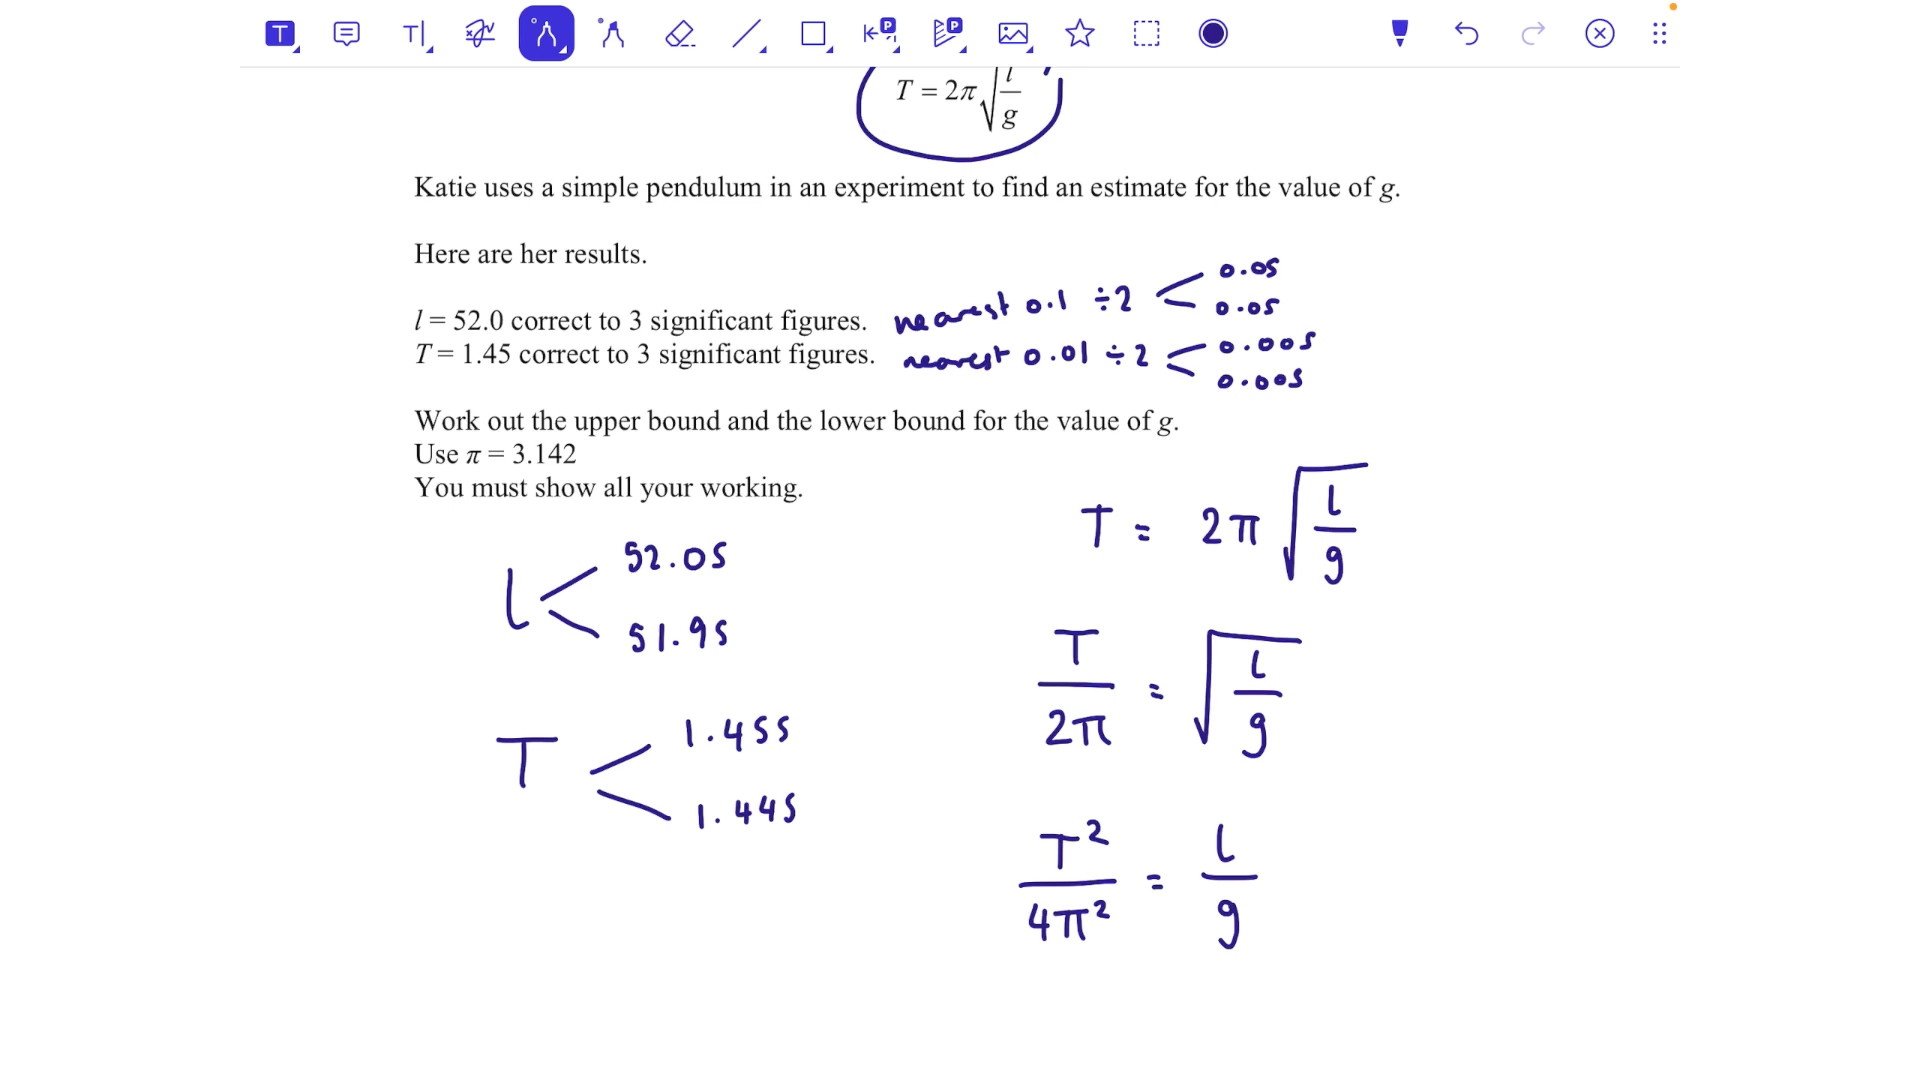 T = 2π√(l/g)
Katie uses a simple pendulum in an experiment to find an estimate for the value of g.
Here are her results.
l = 52.0 correct to 3 significant figures. nearest 0.1 ÷2 < 0.05
0.05
T = 1.45 correct to 3 significant figures. nearest 0.01 ÷2 < 0.005
0.005
Work out the upper bound and the lower bound for the value of g.
Use π = 3.142
You must show all your working.
l < 52.05
51.95
T < 1.455
1.445
T = 2π√(l/g)
T/2π = √(l/g)
T²/4π² = l/g